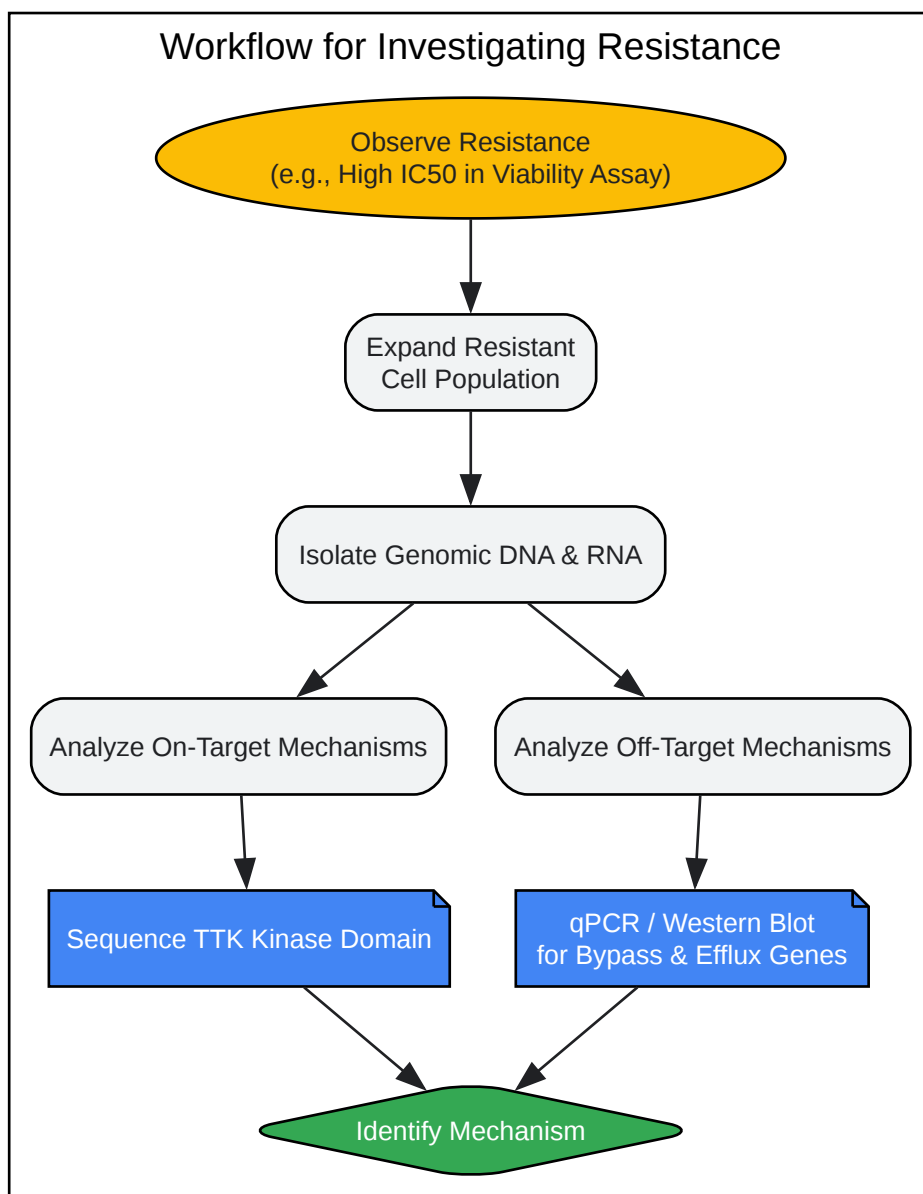 Workflow for Investigating Resistance
Observe Resistance
(e.g., High IC50 in Viability Assay)
Expand Resistant
Cell Population
Isolate Genomic DNA & RNA
Analyze On-Target Mechanisms
Analyze Off-Target Mechanisms
Sequence TTK Kinase Domain
qPCR / Western Blot
for Bypass & Efflux Genes
Identify Mechanism